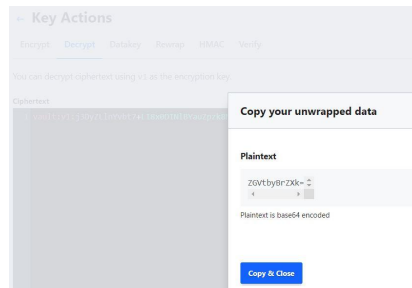 ← Key Actions
Encrypt Decrypt Datakey Rewrap HMAC Verify
You can decrypt ciphertext using as the encryption key.
Ciphertext
1
Copy your unwrapped data
Plaintext
ZGVtbyBrZXk=
Plaintext is base64 encoded
Copy & Close